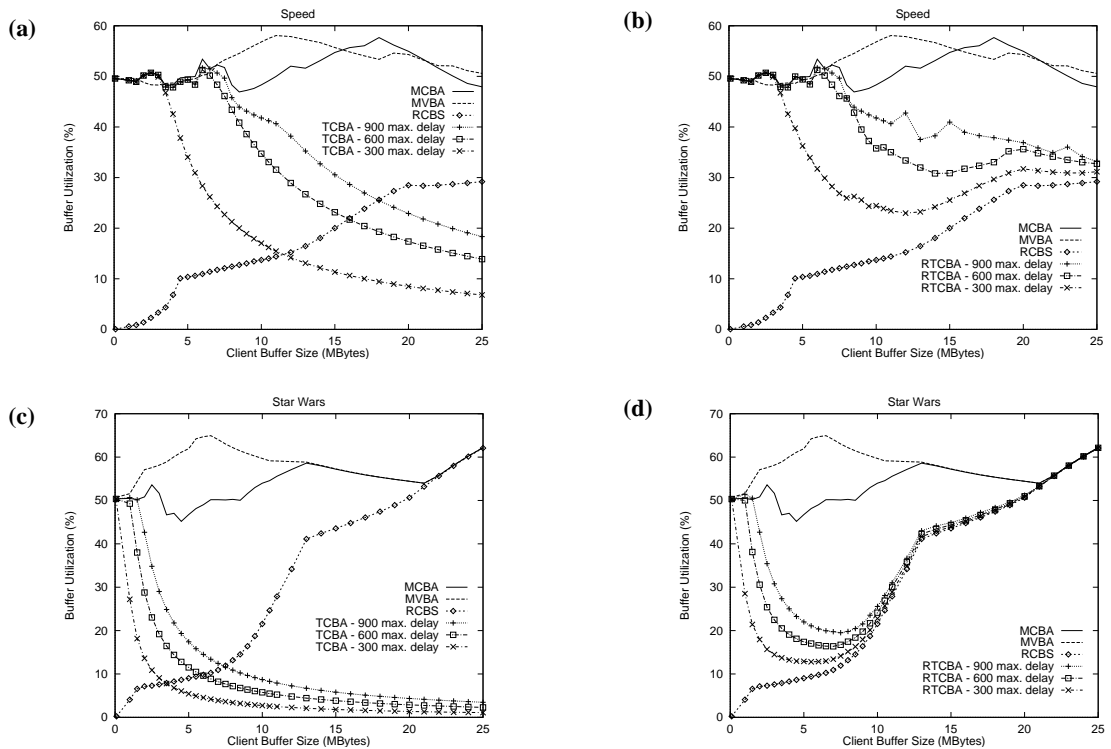 (a)
Speed
60
50
40
30
20
10
0
Buffer Utilization (%)
MCBA
MVBA
RCBS
TCBA - 900 max. delay
TCBA - 600 max. delay
TCBA - 300 max. delay
0 5 10 15 20 25
Client Buffer Size (MBytes)
(b)
Speed
60
50
40
30
20
10
0
Buffer Utilization (%)
MCBA
MVBA
RCBS
RTCBA - 900 max. delay
RTCBA - 600 max. delay
RTCBA - 300 max. delay
0 5 10 15 20 25
Client Buffer Size (MBytes)
(c)
Star Wars
70
60
50
40
30
20
10
0
Buffer Utilization (%)
MCBA
MVBA
RCBS
TCBA - 900 max. delay
TCBA - 600 max. delay
TCBA - 300 max. delay
0 5 10 15 20 25
Client Buffer Size (MBytes)
(d)
Star Wars
70
60
50
40
30
20
10
0
Buffer Utilization (%)
MCBA
MVBA
RCBS
RTCBA - 900 max. delay
RTCBA - 600 max. delay
RTCBA - 300 max. delay
0 5 10 15 20 25
Client Buffer Size (MBytes)